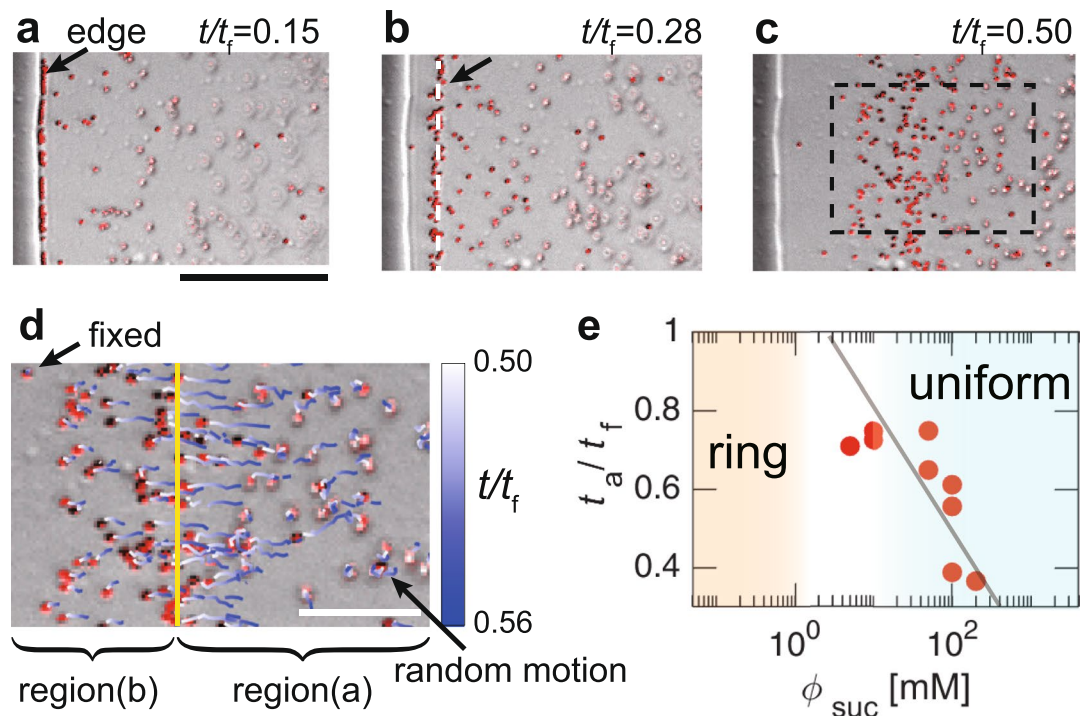 a
edge
t/tf=0.15
b
t/tf=0.28
c
t/tf=0.50
d
fixed
0.50
t/tf
0.56
random motion
region(b)
region(a)
e
1
0.8
0.6
0.4
ta/tf
ring
uniform
10^0
10^2
ϕsuc [mM]